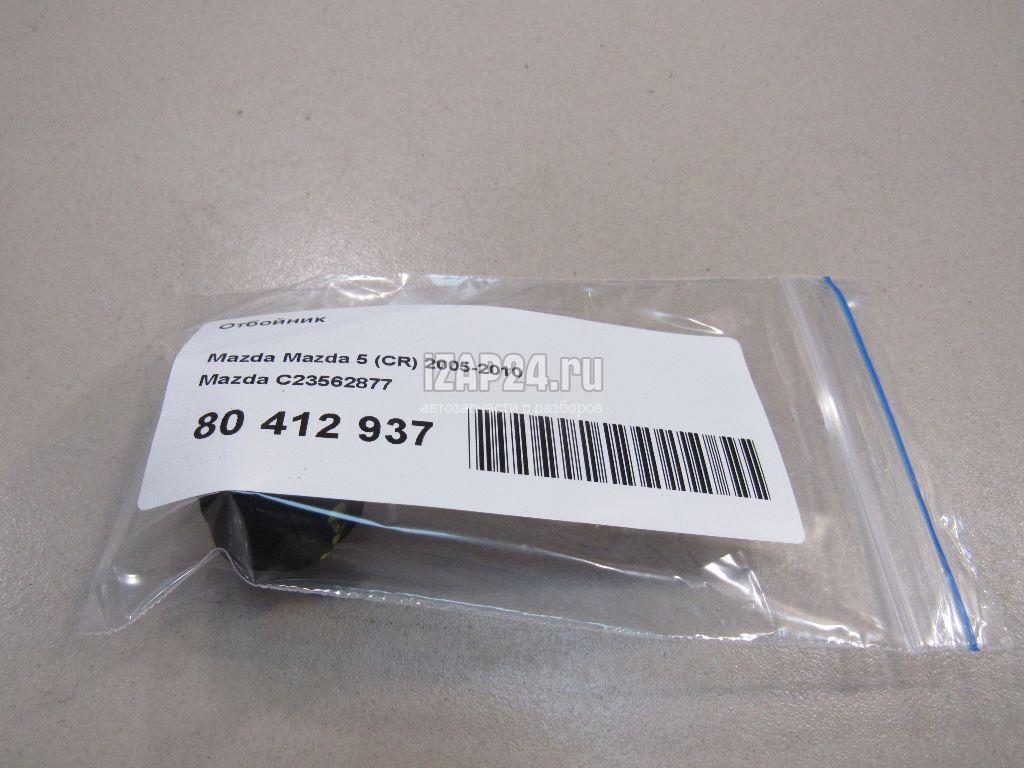 Отбойник
Mazda Mazda 5 (CR) 2005-2010
Mazda C23562877
80 412 937
IZAP24.ru
автозапчасти с разборов